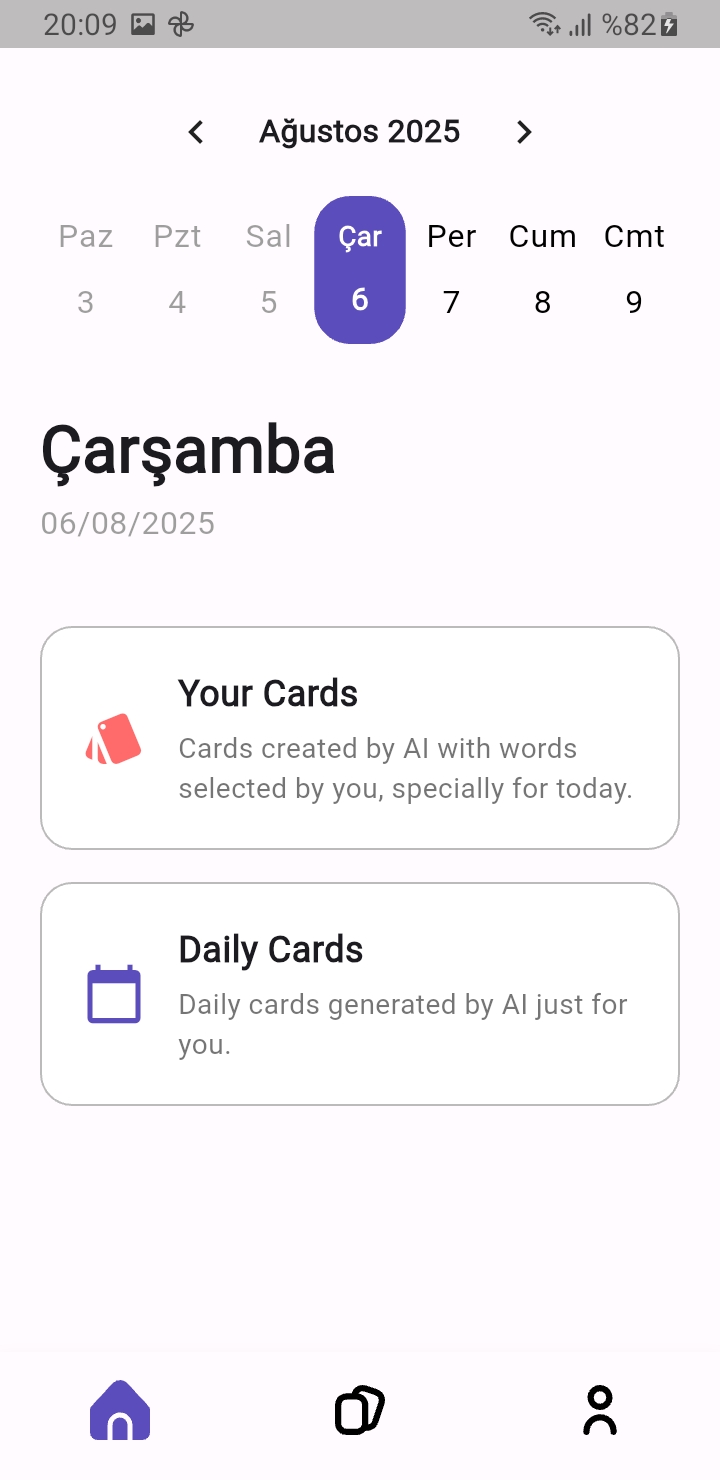 20:09 %82
Ağustos 2025
Paz Pzt Sal Çar Per Cum Cmt
3 4 5 6 7 8 9
Çarşamba
06/08/2025
Your Cards
Cards created by AI with words
selected by you, specially for today.
Daily Cards
Daily cards generated by AI just for
you.